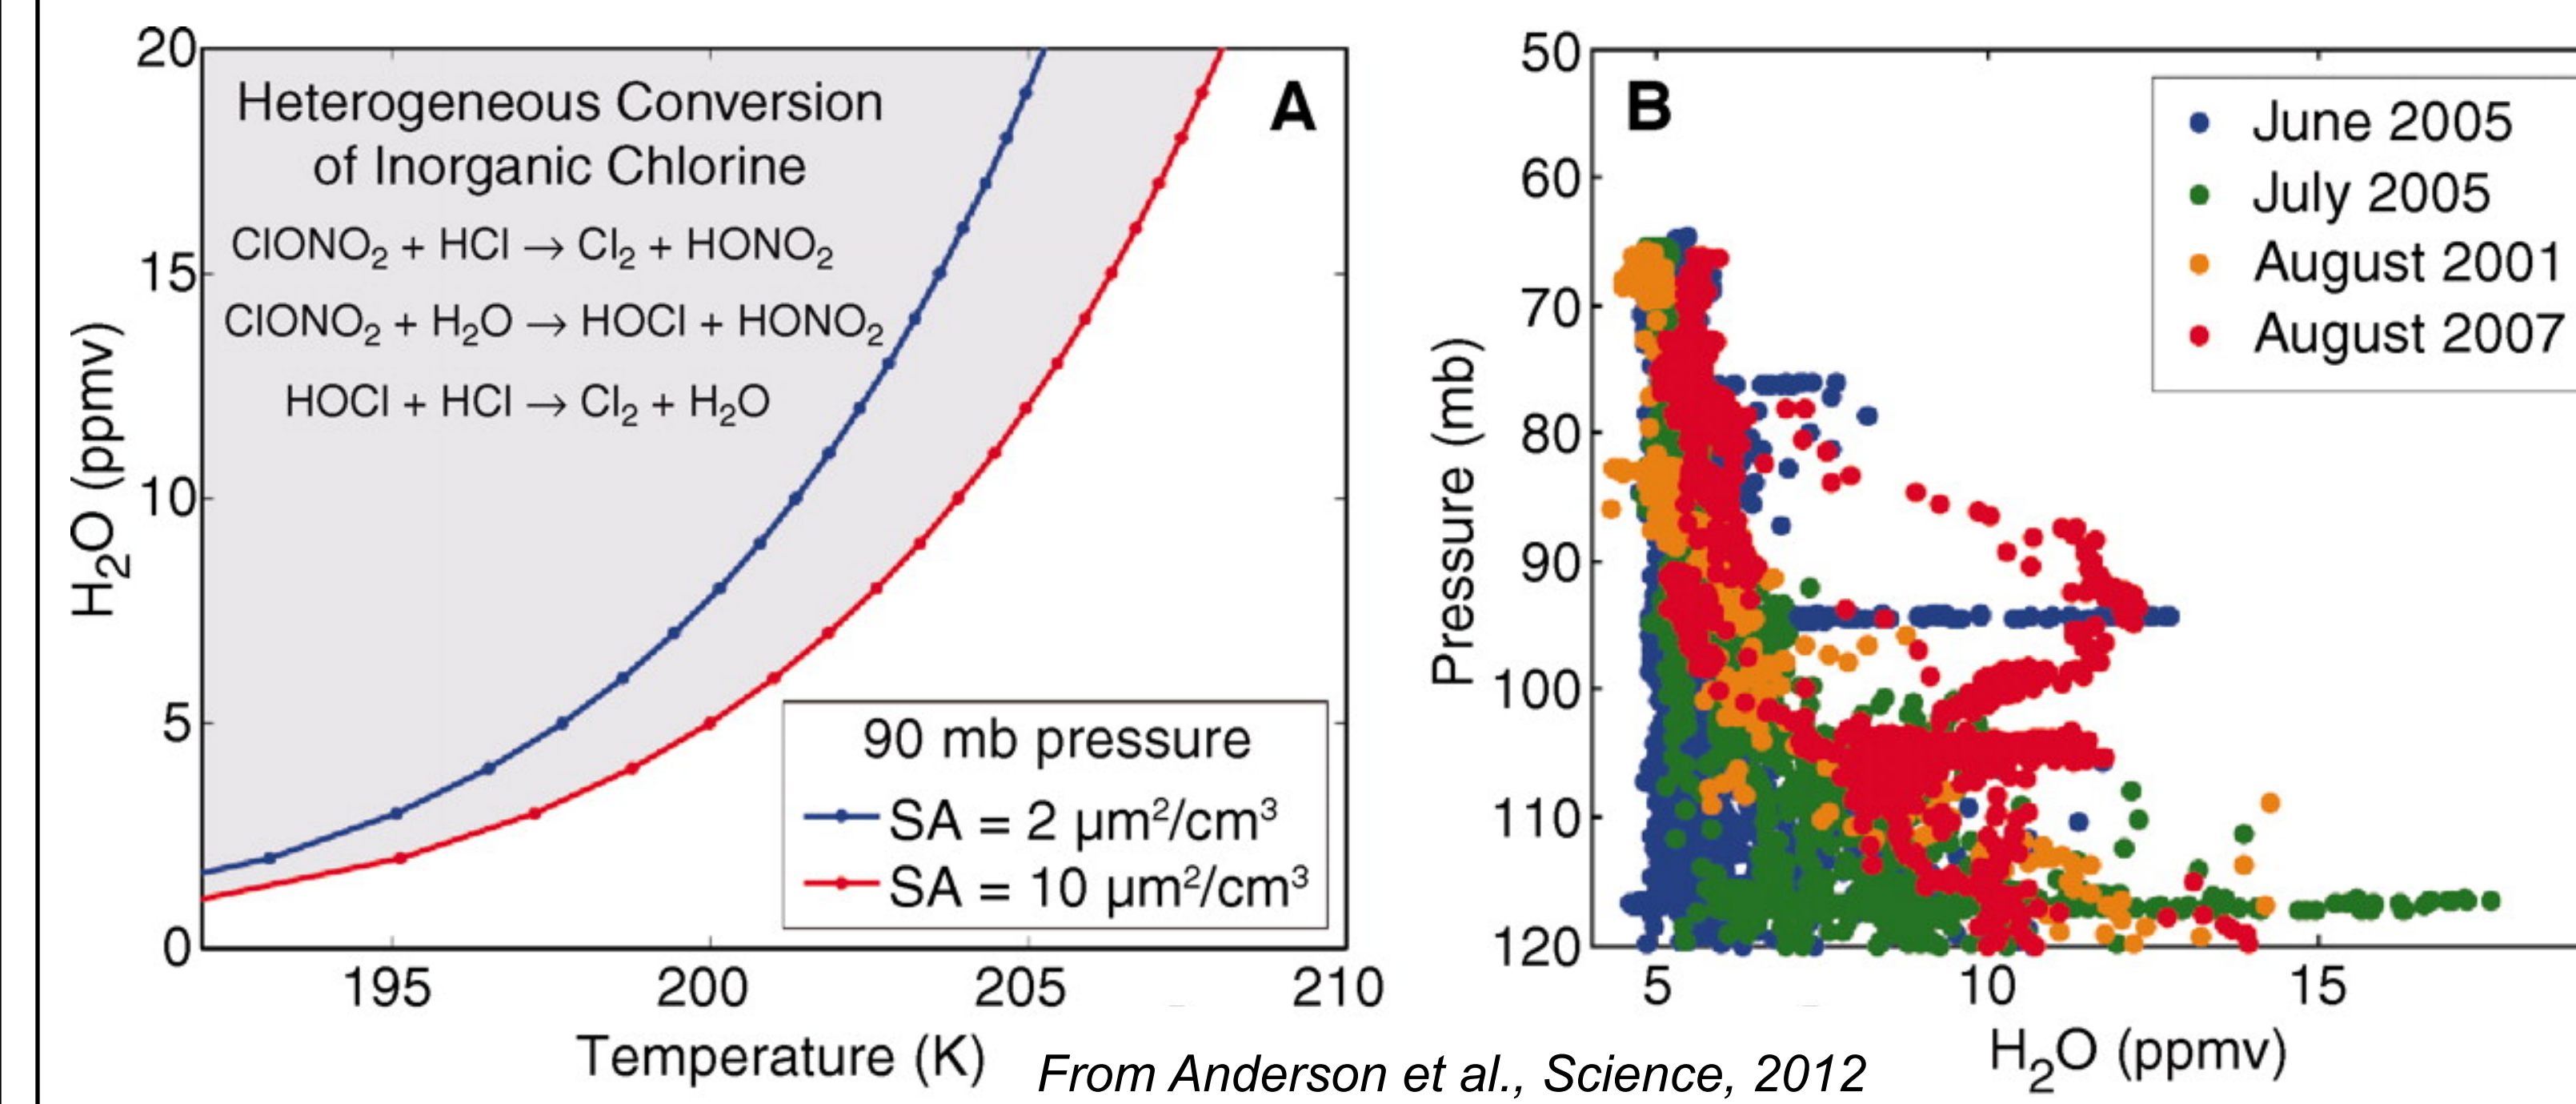 20
15
10
5
0
H₂O (ppmv)
Heterogeneous Conversion
of Inorganic Chlorine
ClONO₂ + HCl → Cl₂ + HONO₂
ClONO₂ + H₂O → HOCl + HONO₂
HOCl + HCl → Cl₂ + H₂O
A
90 mb pressure
SA = 2 µm²/cm³
SA = 10 µm²/cm³
195 200 205 210
Temperature (K)
50
60
70
80
90
100
110
120
Pressure (mb)
B
June 2005
July 2005
August 2001
August 2007
5 10 15
H₂O (ppmv)
From Anderson et al., Science, 2012